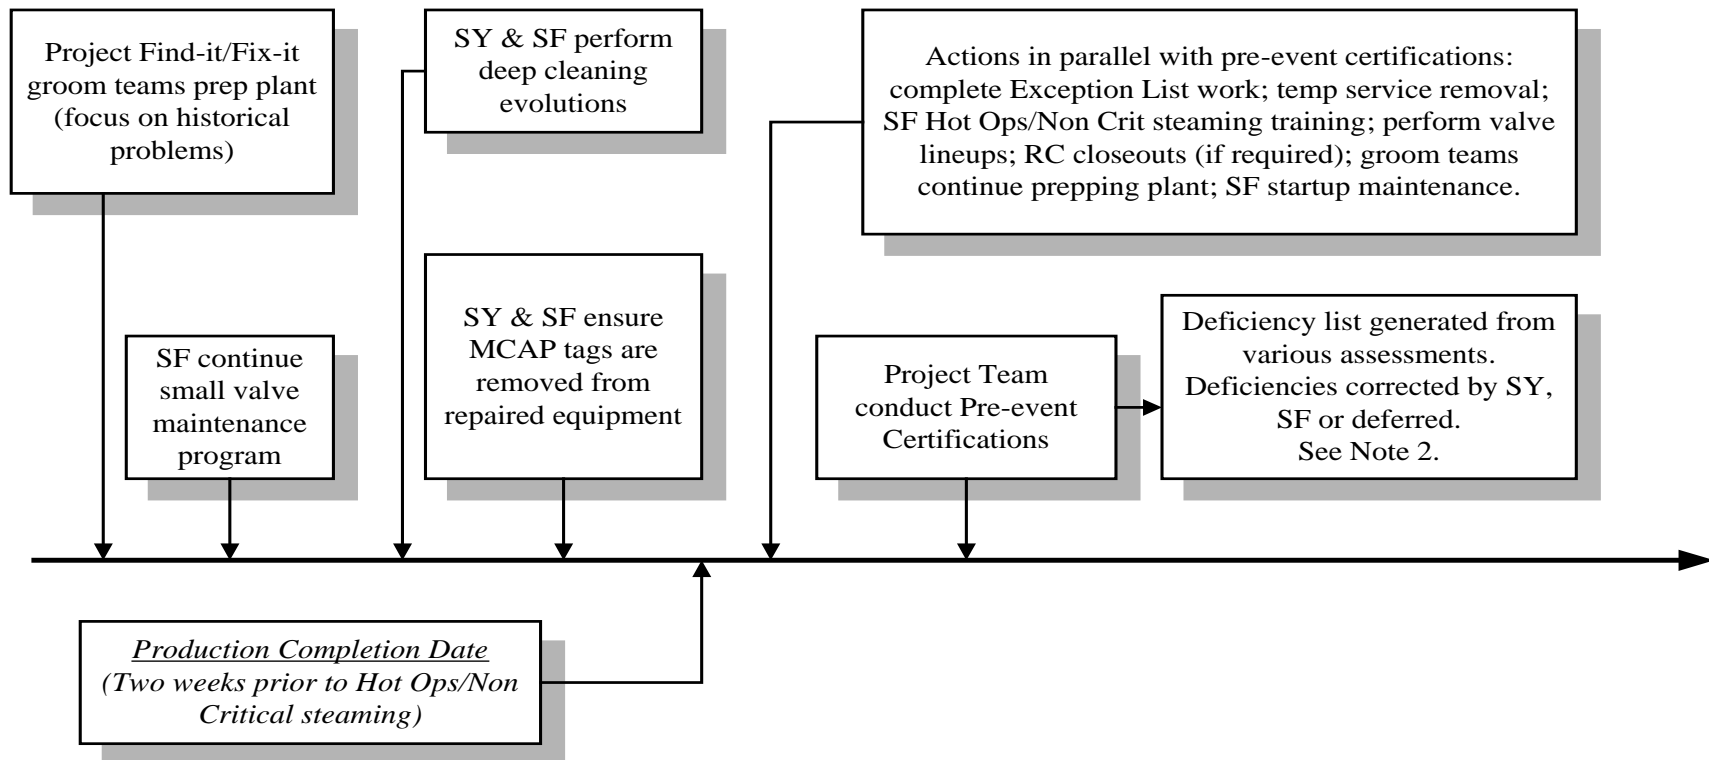 Project Find-it/Fix-it
groom teams prep plant
(focus on historical
problems)
SY & SF perform
deep cleaning
evolutions
Actions in parallel with pre-event certifications:
complete Exception List work; temp service removal;
SF Hot Ops/Non Crit steaming training; perform valve
lineups; RC closeouts (if required); groom teams
continue prepping plant; SF startup maintenance.
SF continue
small valve
maintenance
program
SY & SF ensure
MCAP tags are
removed from
repaired equipment
Project Team
conduct Pre-event
Certifications
Deficiency list generated from
various assessments.
Deficiencies corrected by SY,
SF or deferred.
See Note 2.
Production Completion Date
(Two weeks prior to Hot Ops/Non
Critical steaming)